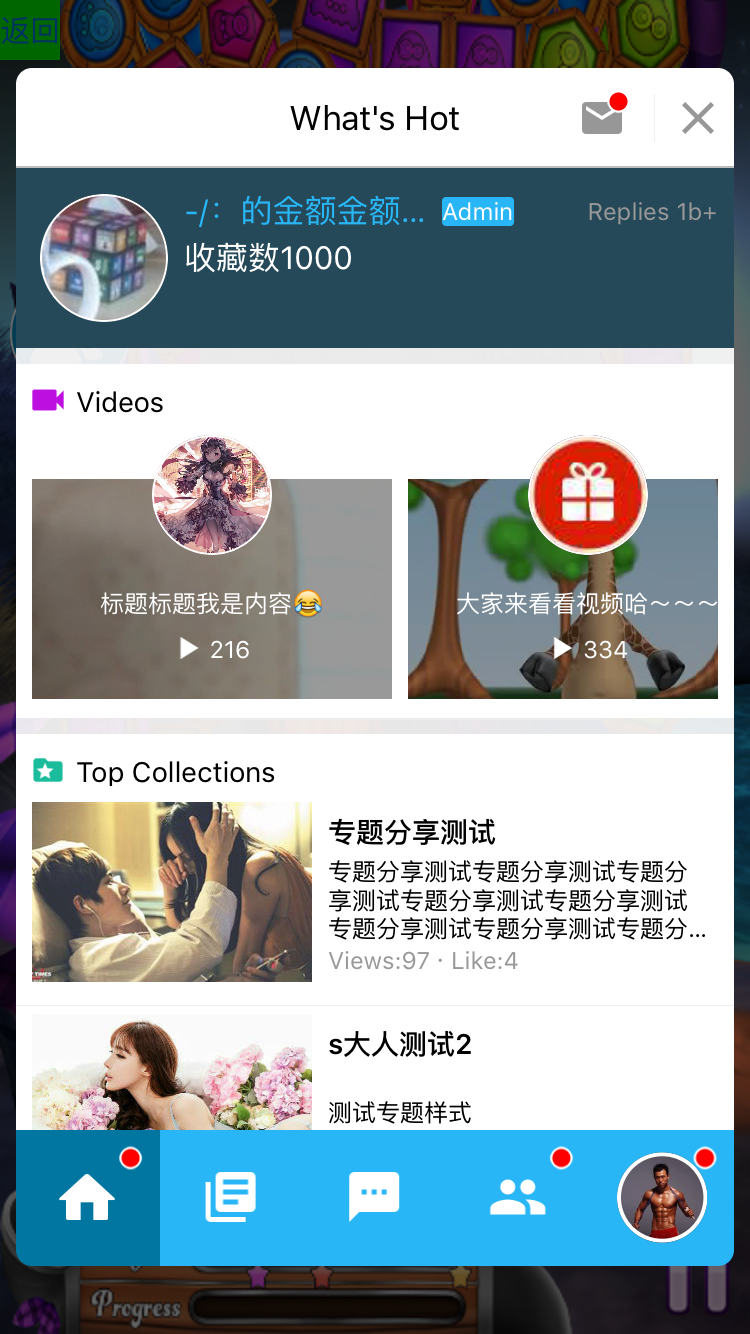 返回
What's Hot
-/：的金额金额... Admin Replies 1b+
收藏数1000
Videos
标题标题我是内容😂
216
大家来看看视频哈～～～
334
Top Collections
专题分享测试
专题分享测试专题分享测试专题分
享测试专题分享测试专题分享测试
专题分享测试专题分享测试专题分...
Views:97 · Like:4
s大人测试2
测试专题样式
Progress